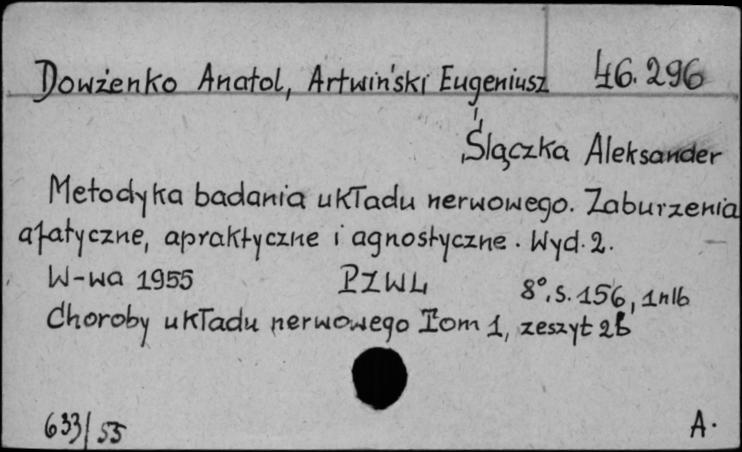 Dowżenko Anatol, Artwiński Eugeniusz 46.296
Ślączka Aleksander
Metodyka badania układu nerwowego. Zaburzenia
afatyczne, apraktyczne i agnostyczne. Wyd. 2.
W-wa 1955 PZWL 8°, s. 156, 1nlb
Choroby układu nerwowego Tom 1, zeszyt 2b
633/55 A.